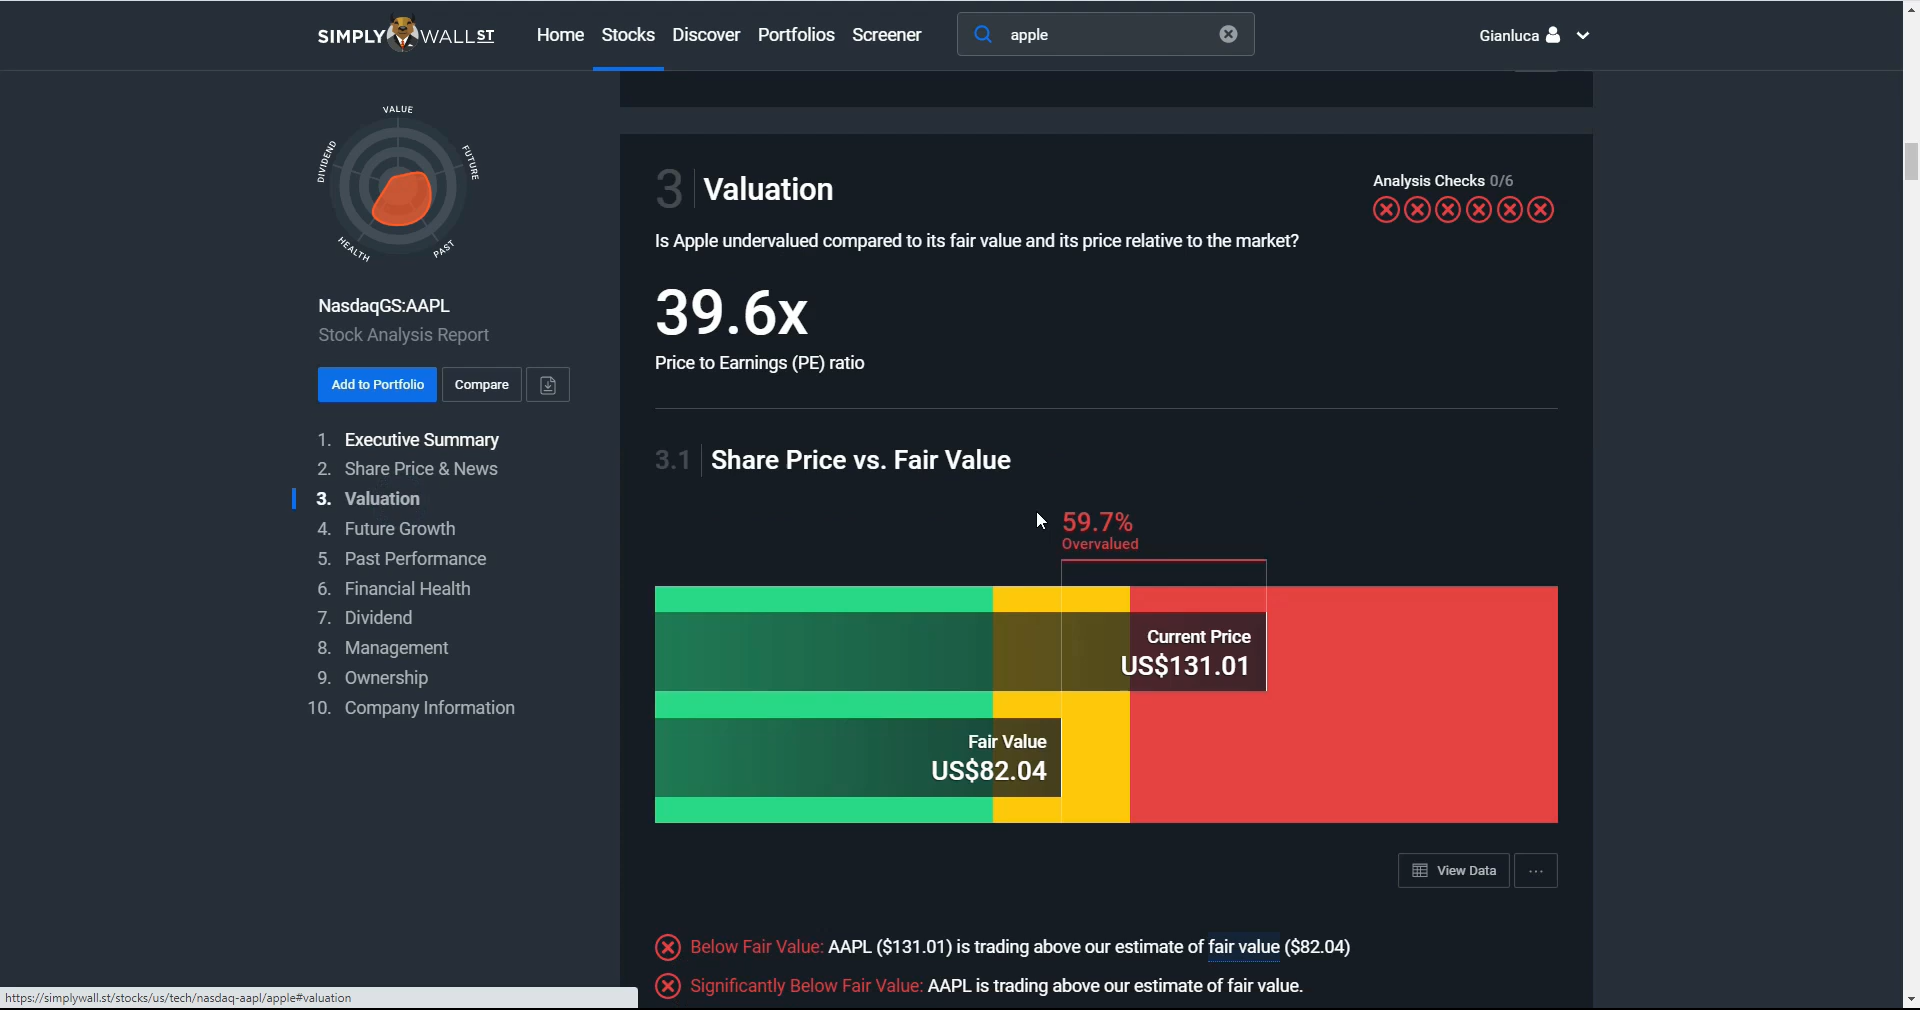 SIMPLY WALL ST
Home Stocks Discover Portfolios Screener
apple
Gianluca
VALUE
FUTURE
PAST
HEALTH
DIVIDEND
NasdaqGS:AAPL
Stock Analysis Report
Add to Portfolio
Compare
1. Executive Summary
2. Share Price & News
3. Valuation
4. Future Growth
5. Past Performance
6. Financial Health
7. Dividend
8. Management
9. Ownership
10. Company Information
3 Valuation
Analysis Checks 0/6
Is Apple undervalued compared to its fair value and its price relative to the market?
39.6x
Price to Earnings (PE) ratio
3.1 Share Price vs. Fair Value
59.7%
Overvalued
Current Price
US$131.01
Fair Value
US$82.04
View Data
...
Below Fair Value: AAPL ($131.01) is trading above our estimate of fair value ($82.04)
Significantly Below Fair Value: AAPL is trading above our estimate of fair value.
https://simplywall.st/stocks/us/tech/nasdaq-aapl/apple#valuation